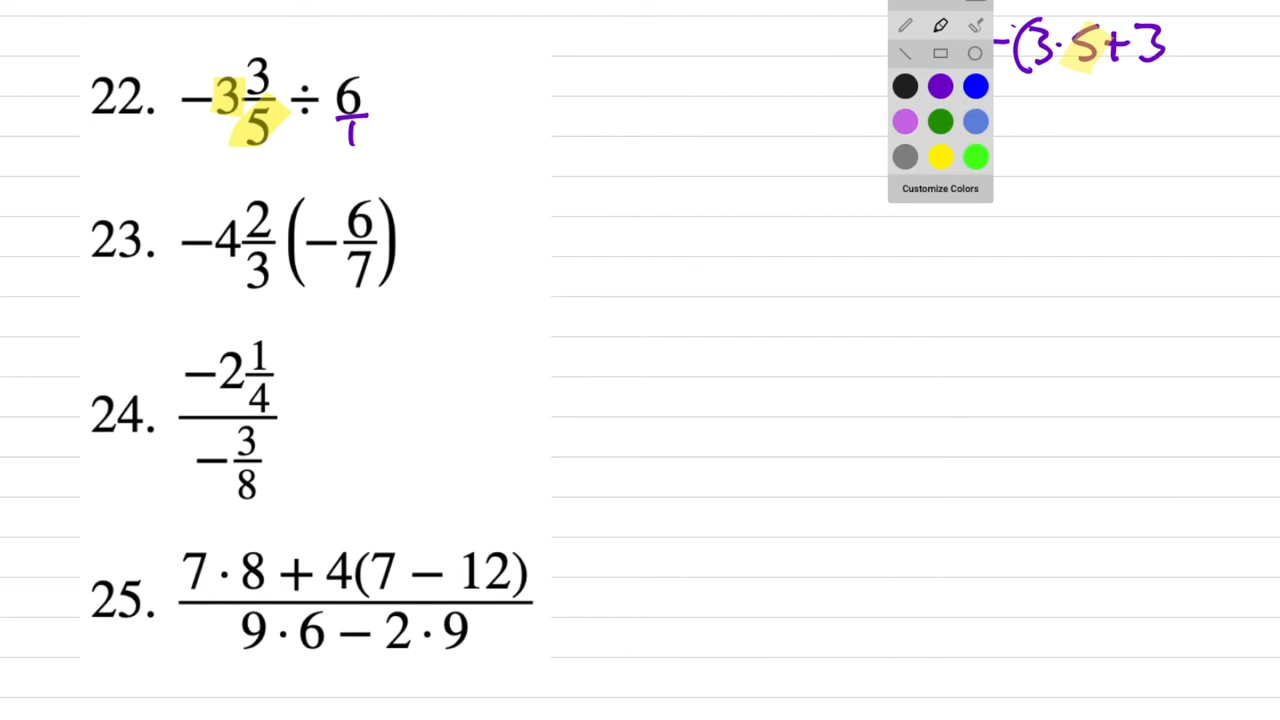 −(3·5+3
22. −3 3/5 ÷ 6/1
Customize Colors
23. −4 2/3 (−6/7)
24. (−2 1/4)/(−3/8)
25. (7 · 8 + 4(7 − 12))/(9 · 6 − 2 · 9)